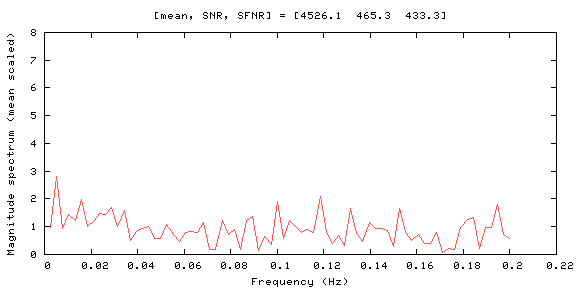 [mean, SNR, SFNR] = [4526.1  465.3  433.3]
Magnitude spectrum (mean scaled)
8
7
6
5
4
3
2
1
0
0 0.02 0.04 0.06 0.08 0.1 0.12 0.14 0.16 0.18 0.2 0.22
Frequency (Hz)